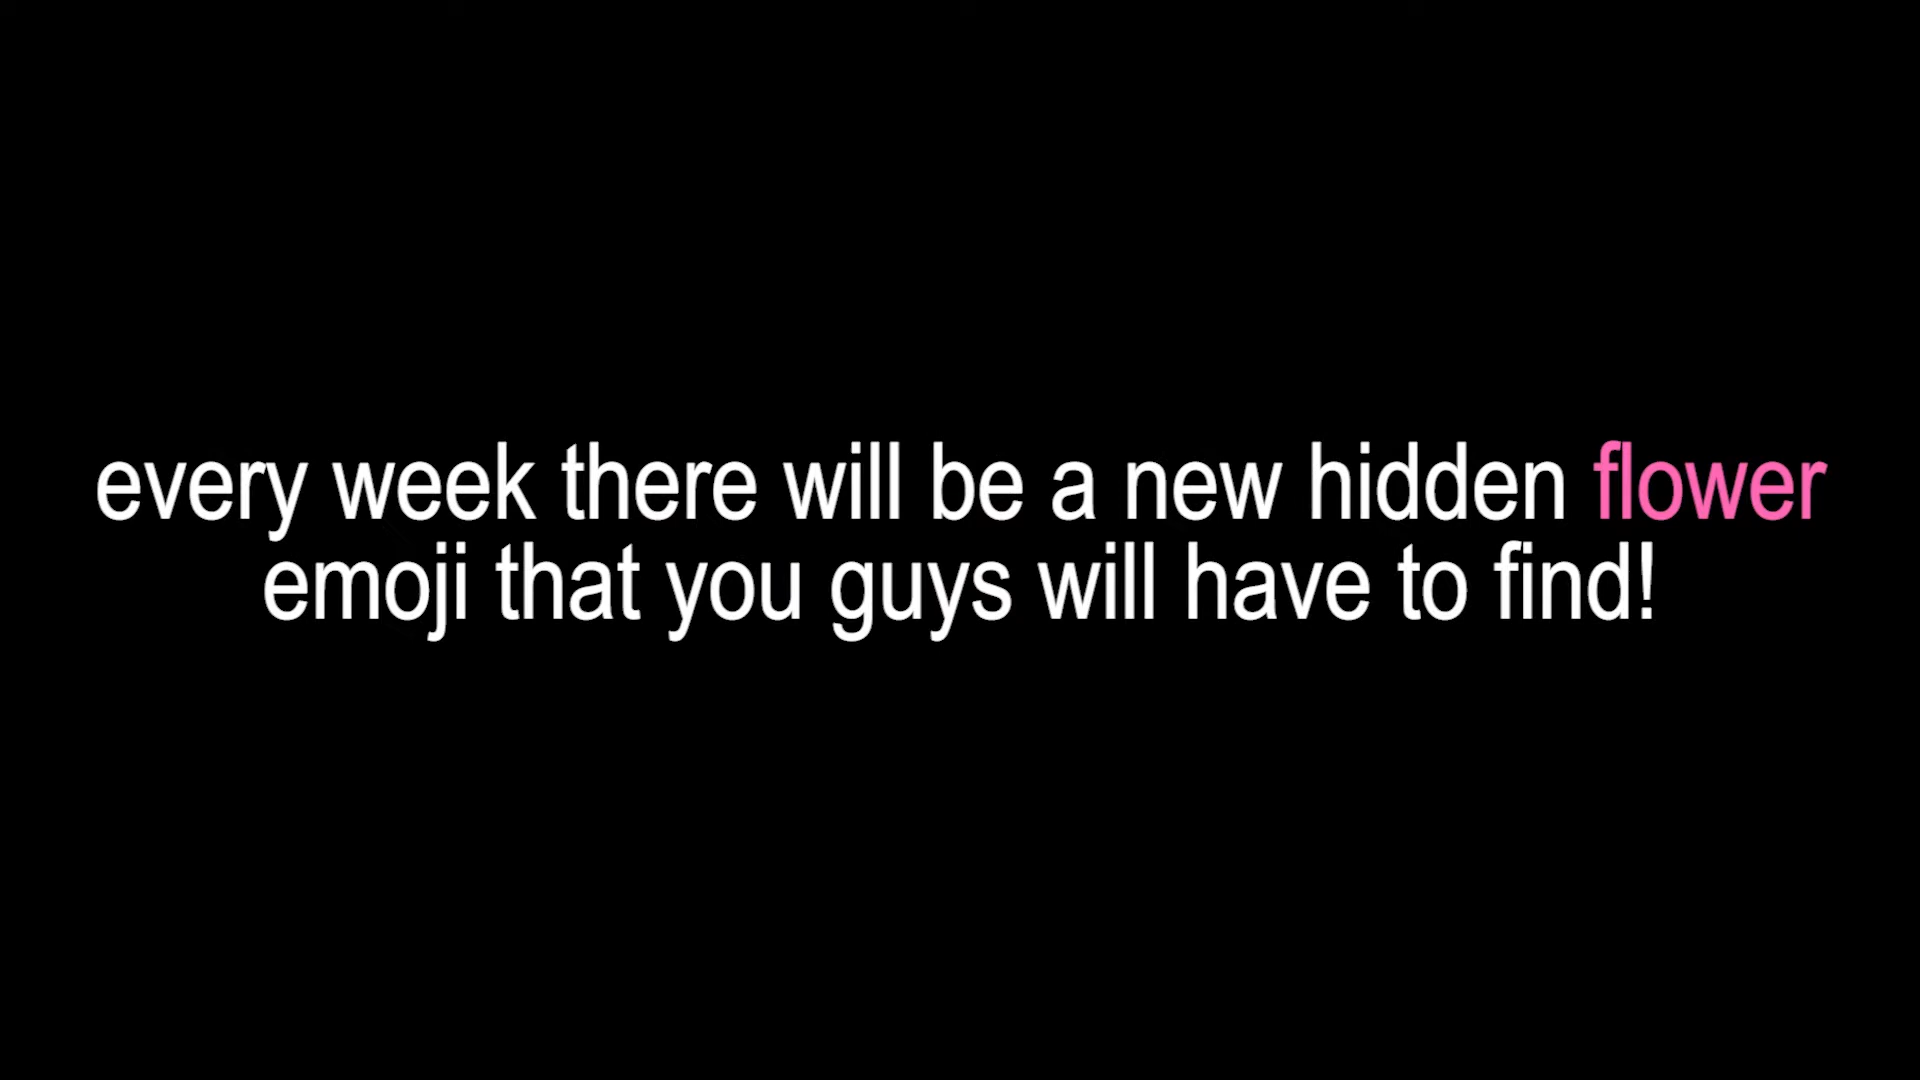 every week there will be a new hidden flower
emoji that you guys will have to find!